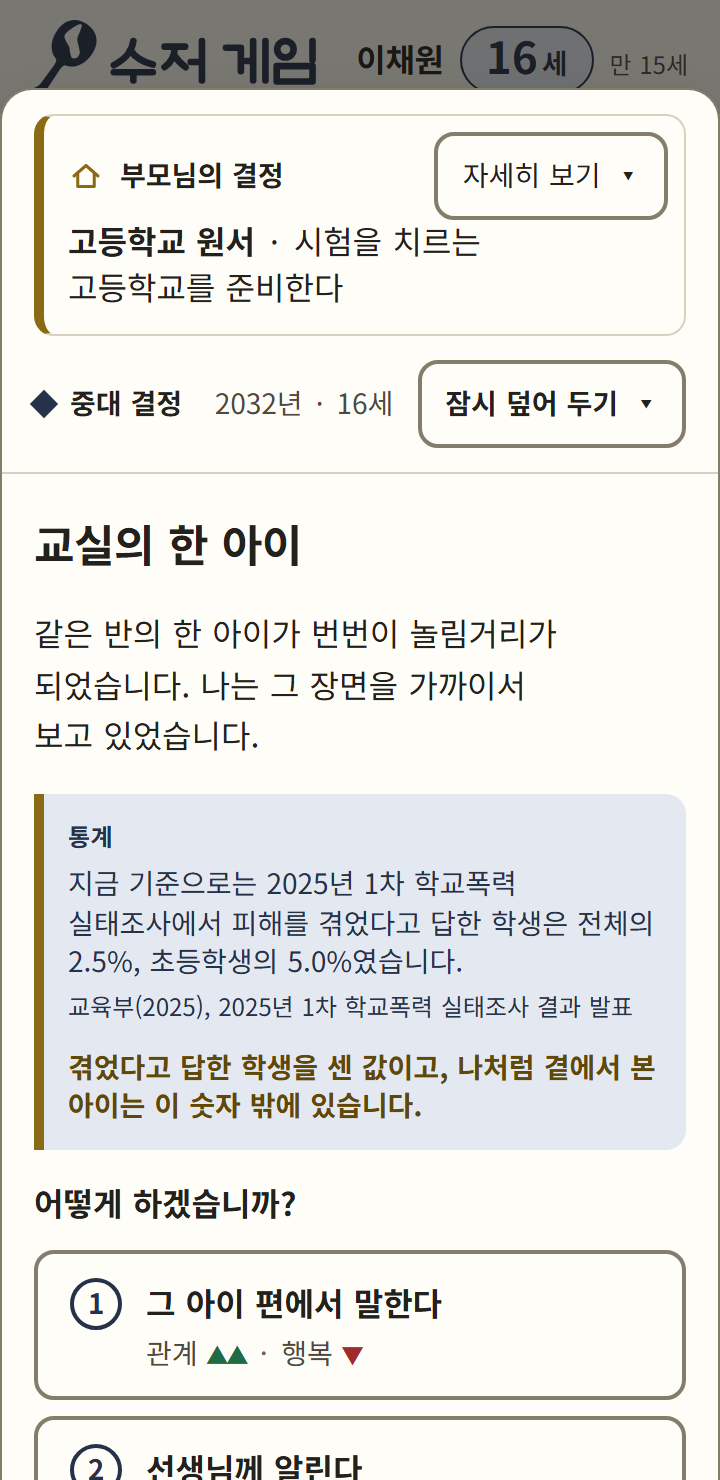 수저 게임 이채원 16세 만 15세
부모님의 결정 자세히 보기 ▼
고등학교 원서 · 시험을 치르는
고등학교를 준비한다
중대 결정 2032년 · 16세 잠시 덮어 두기 ▼
교실의 한 아이
같은 반의 한 아이가 번번이 놀림거리가
되었습니다. 나는 그 장면을 가까이서
보고 있었습니다.
통계
지금 기준으로는 2025년 1차 학교폭력
실태조사에서 피해를 겪었다고 답한 학생은 전체의
2.5%, 초등학생의 5.0%였습니다.
교육부(2025), 2025년 1차 학교폭력 실태조사 결과 발표
겪었다고 답한 학생을 센 값이고, 나처럼 곁에서 본
아이는 이 숫자 밖에 있습니다.
어떻게 하겠습니까?
1 그 아이 편에서 말한다
관계 ▲▲ · 행복 ▼
2 선생님께 알린다